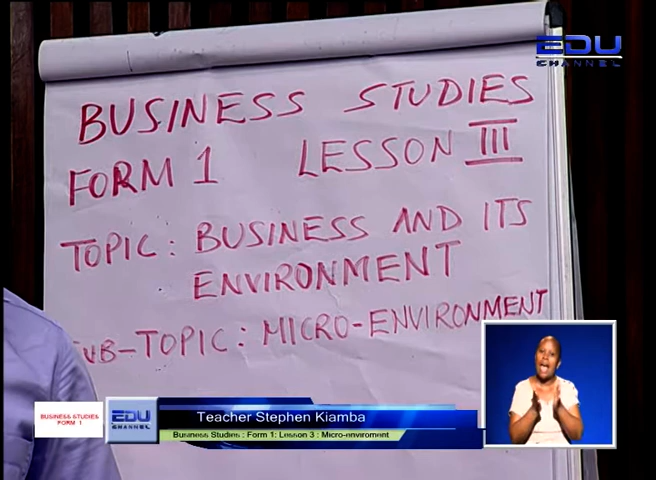 EDU
CHANNEL
BUSINESS STUDIES
FORM 1 LESSON III
TOPIC: BUSINESS AND ITS
ENVIRONMENT
SUB-TOPIC: MICRO-ENVIRONMENT
BUSINESS STUDIES
FORM 1
EDU
CHANNEL
Teacher Stephen Kiamba
Business Studies : Form 1: Lesson 3 : Micro-enviroment